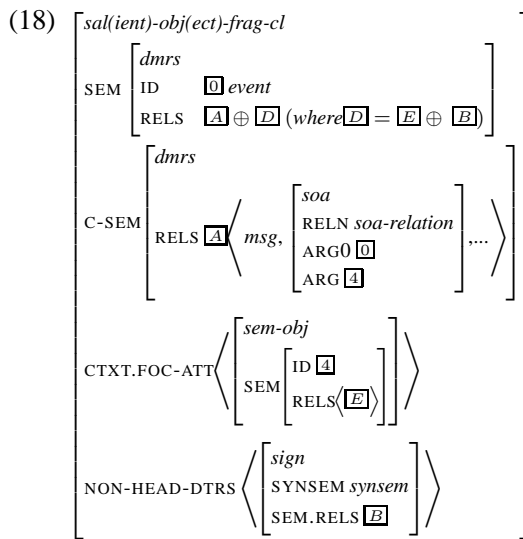 (18)
sal(ient)-obj(ect)-frag-cl
dmrs
SEM ID 0 event
RELS A ⊕ D (where D = E ⊕ B)
dmrs
soa
C-SEM RELS A ⟨ msg, RELN soa-relation ,... ⟩
ARG0 0
ARG 4
sem-obj
CTXT.FOC-ATT ⟨ SEM ID 4 ⟩
RELS⟨ E ⟩
sign
NON-HEAD-DTRS ⟨ SYNSEM synsem ⟩
SEM.RELS B